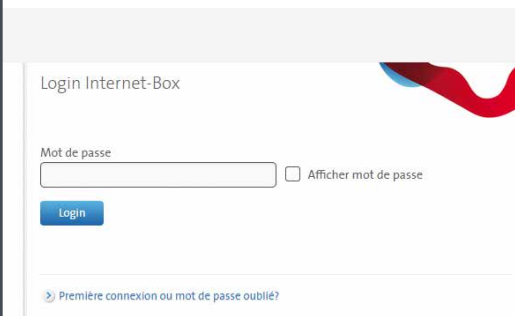 Login Internet-Box
Mot de passe
Afficher mot de passe
Login
Première connexion ou mot de passe oublié?